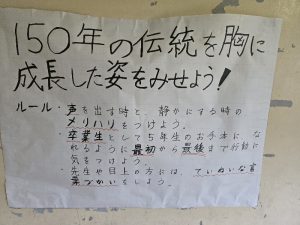 150年の伝統を胸に
成長した姿をみせよう!
ルール・声を出す時と 静かにする時の
メリハリをつけよう。
・卒業生として5年生のお手本に、な
れるように最初から最後まで行動に
気をつけよう。
・先生や目上の方には、ていねいな言
葉づかいをしよう。